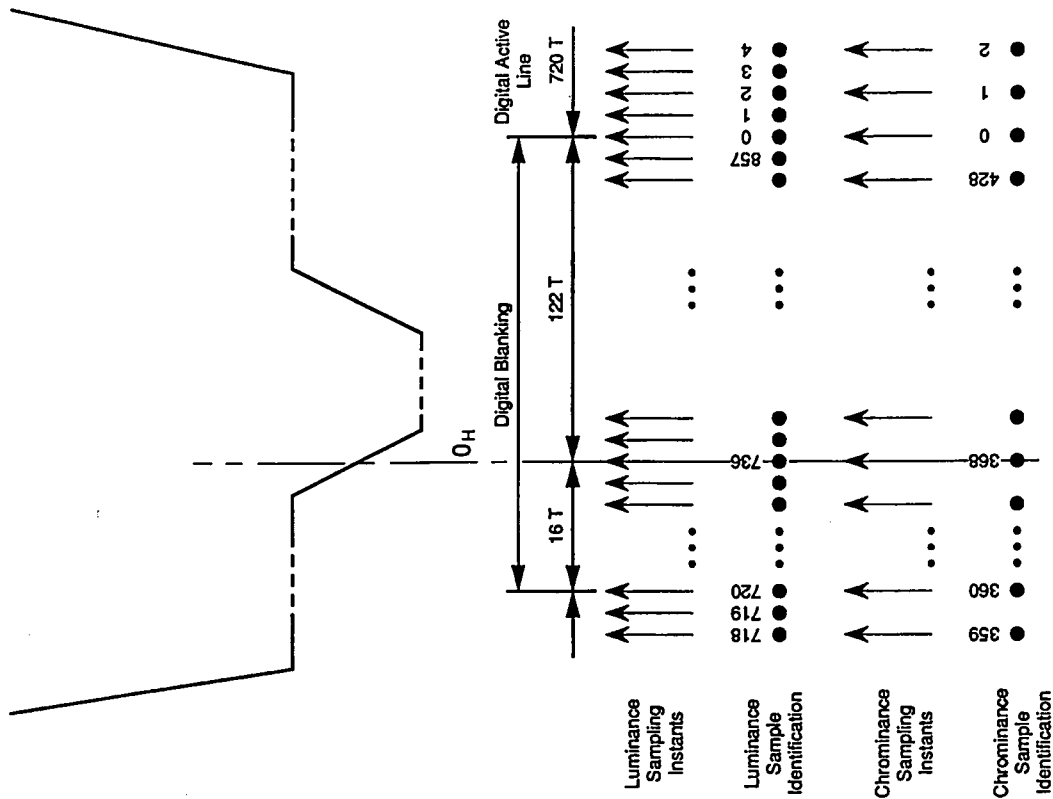 0H
Digital Blanking
Digital Active
Line
16 T
122 T
720 T
Luminance
Sampling
Instants
Luminance
Sample
Identification
718
719
720
736
857
0
1
2
3
4
Chrominance
Sampling
Instants
Chrominance
Sample
Identification
359
360
368
428
0
1
2